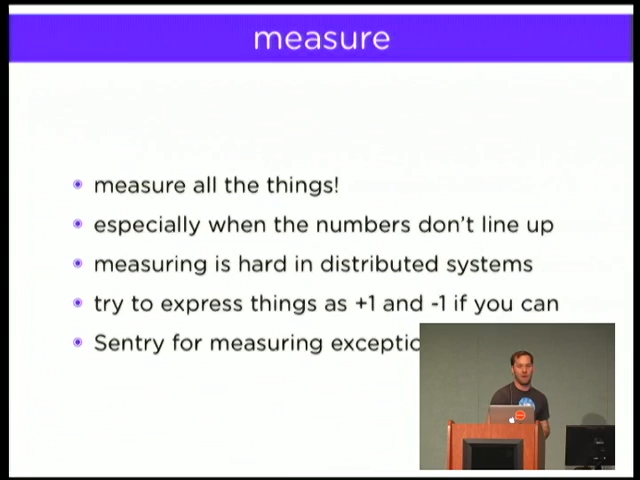 measure
measure all the things!
especially when the numbers don't line up
measuring is hard in distributed systems
try to express things as +1 and -1 if you can
Sentry for measuring